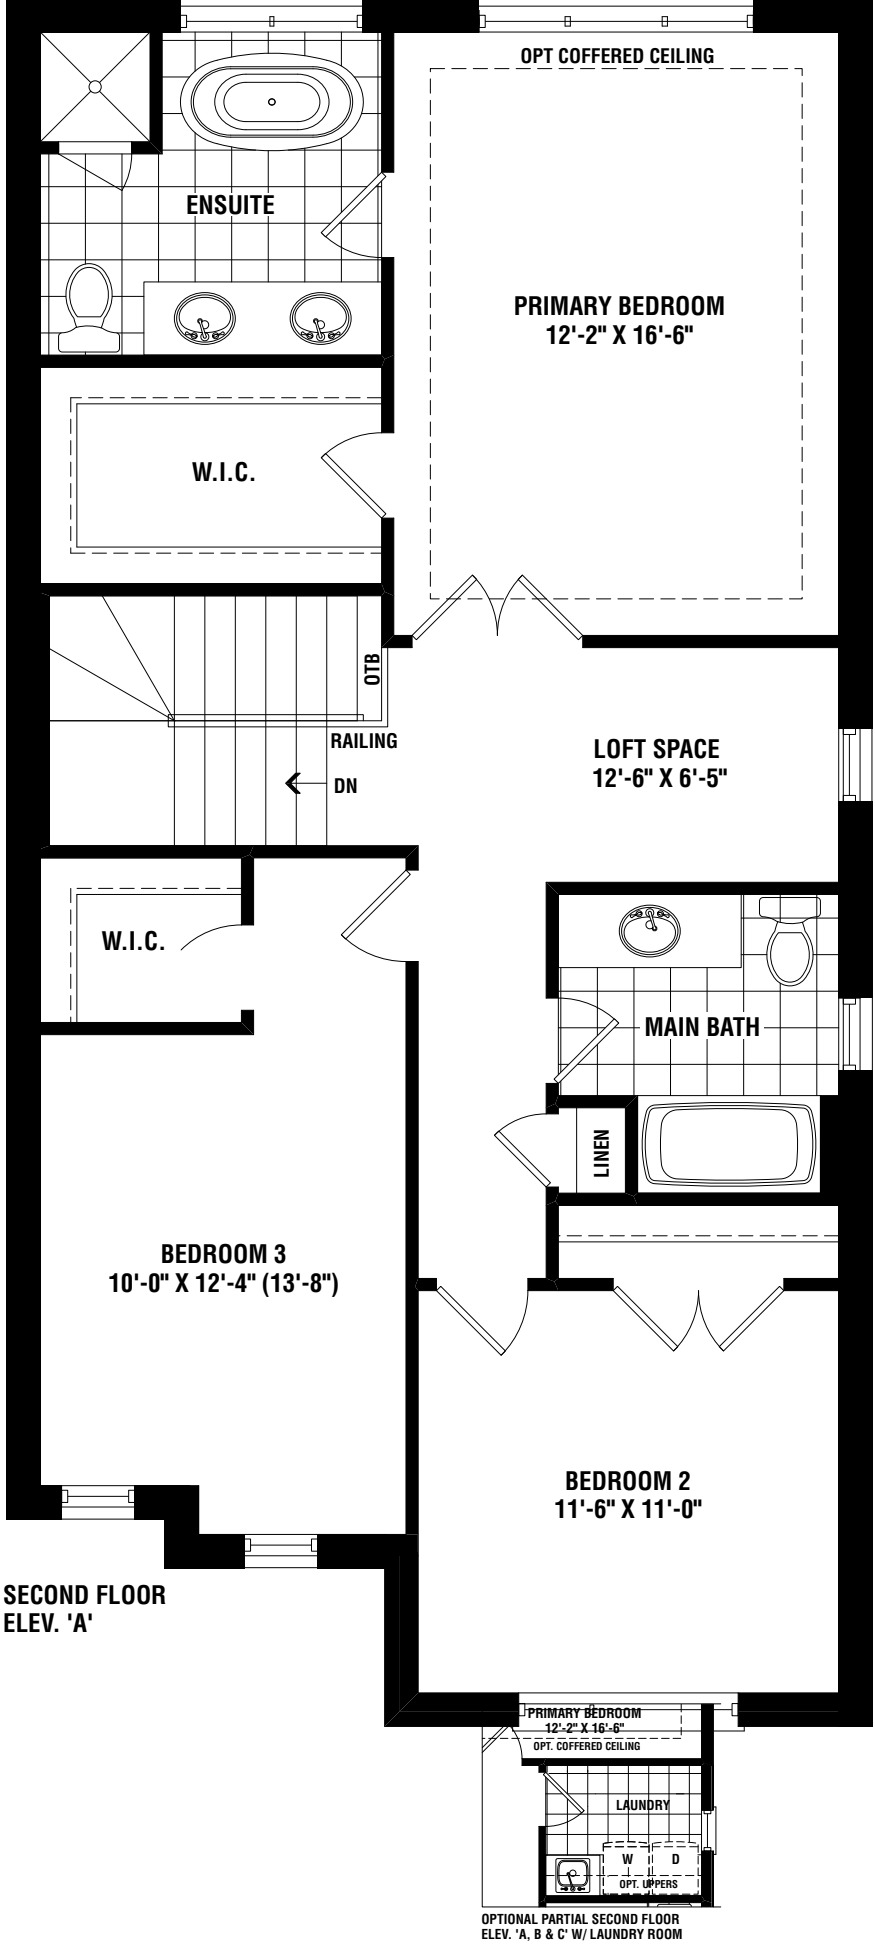 OPT COFFERED CEILING
ENSUITE
PRIMARY BEDROOM
12'-2" X 16'-6"
W.I.C.
OTB
RAILING
DN
LOFT SPACE
12'-6" X 6'-5"
W.I.C.
MAIN BATH
LINEN
BEDROOM 3
10'-0" X 12'-4" (13'-8")
BEDROOM 2
11'-6" X 11'-0"
SECOND FLOOR
ELEV. 'A'
PRIMARY BEDROOM
12'-2" X 16'-6"
OPT. COFFERED CEILING
LAUNDRY
W D
OPT. UPPERS
OPTIONAL PARTIAL SECOND FLOOR
ELEV. 'A, B & C' W/ LAUNDRY ROOM